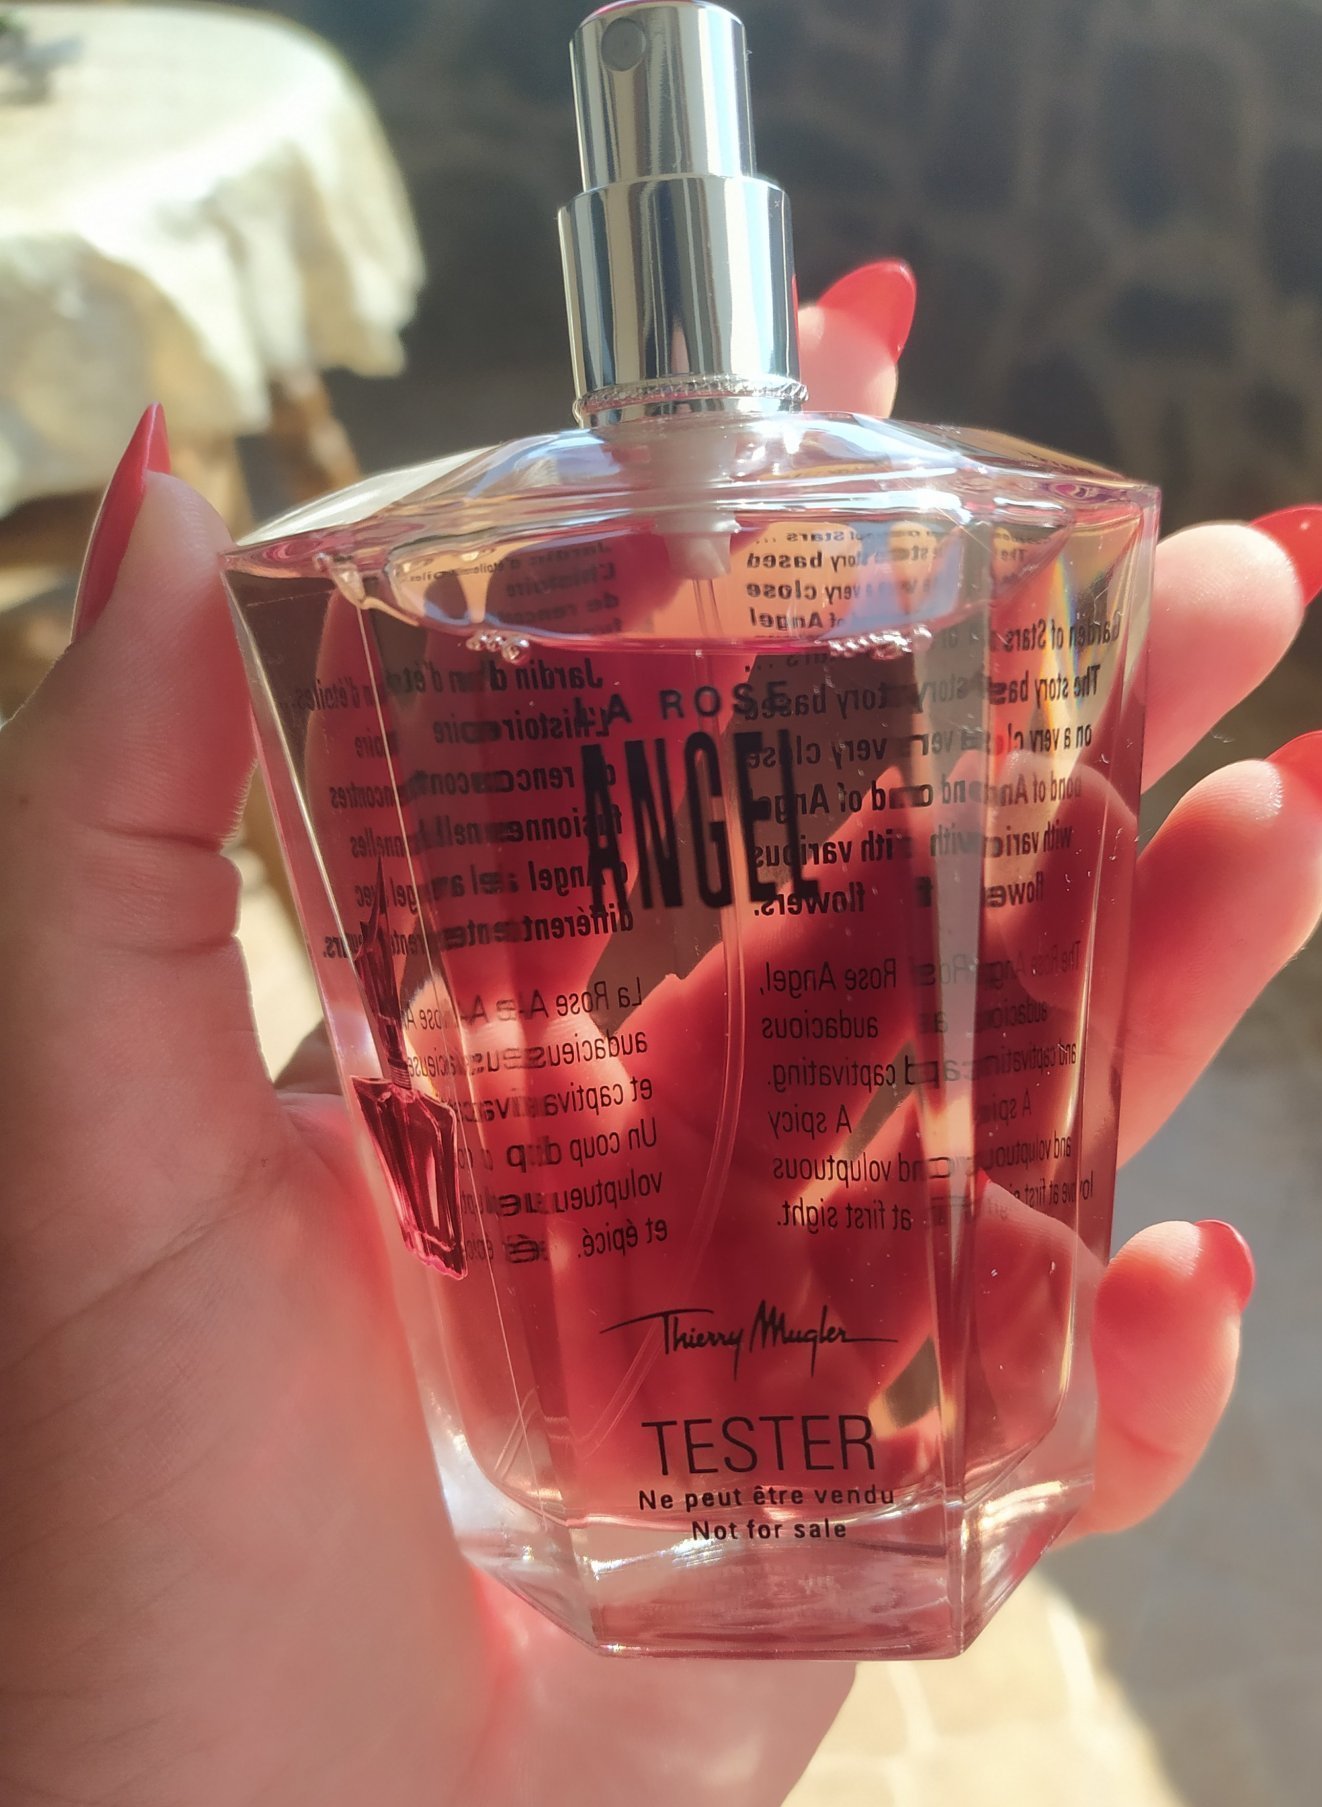 LA ROSE
ANGEL
Jardin d'étoiles
L'histoire
de rencontres
fusionnelles
d'Angel avec
différentes fleurs.
La Rose Angel
audacieuse
et captivante
Un coup
voluptueux
et épicé.
Garden of Stars ...
The story based
on a very close
bond of Angel
with various
flowers.
The Rose Angel,
audacious
and captivating.
A spicy
and voluptuous
love at first sight.
Thierry Mugler
TESTER
Ne peut être vendu
Not for sale